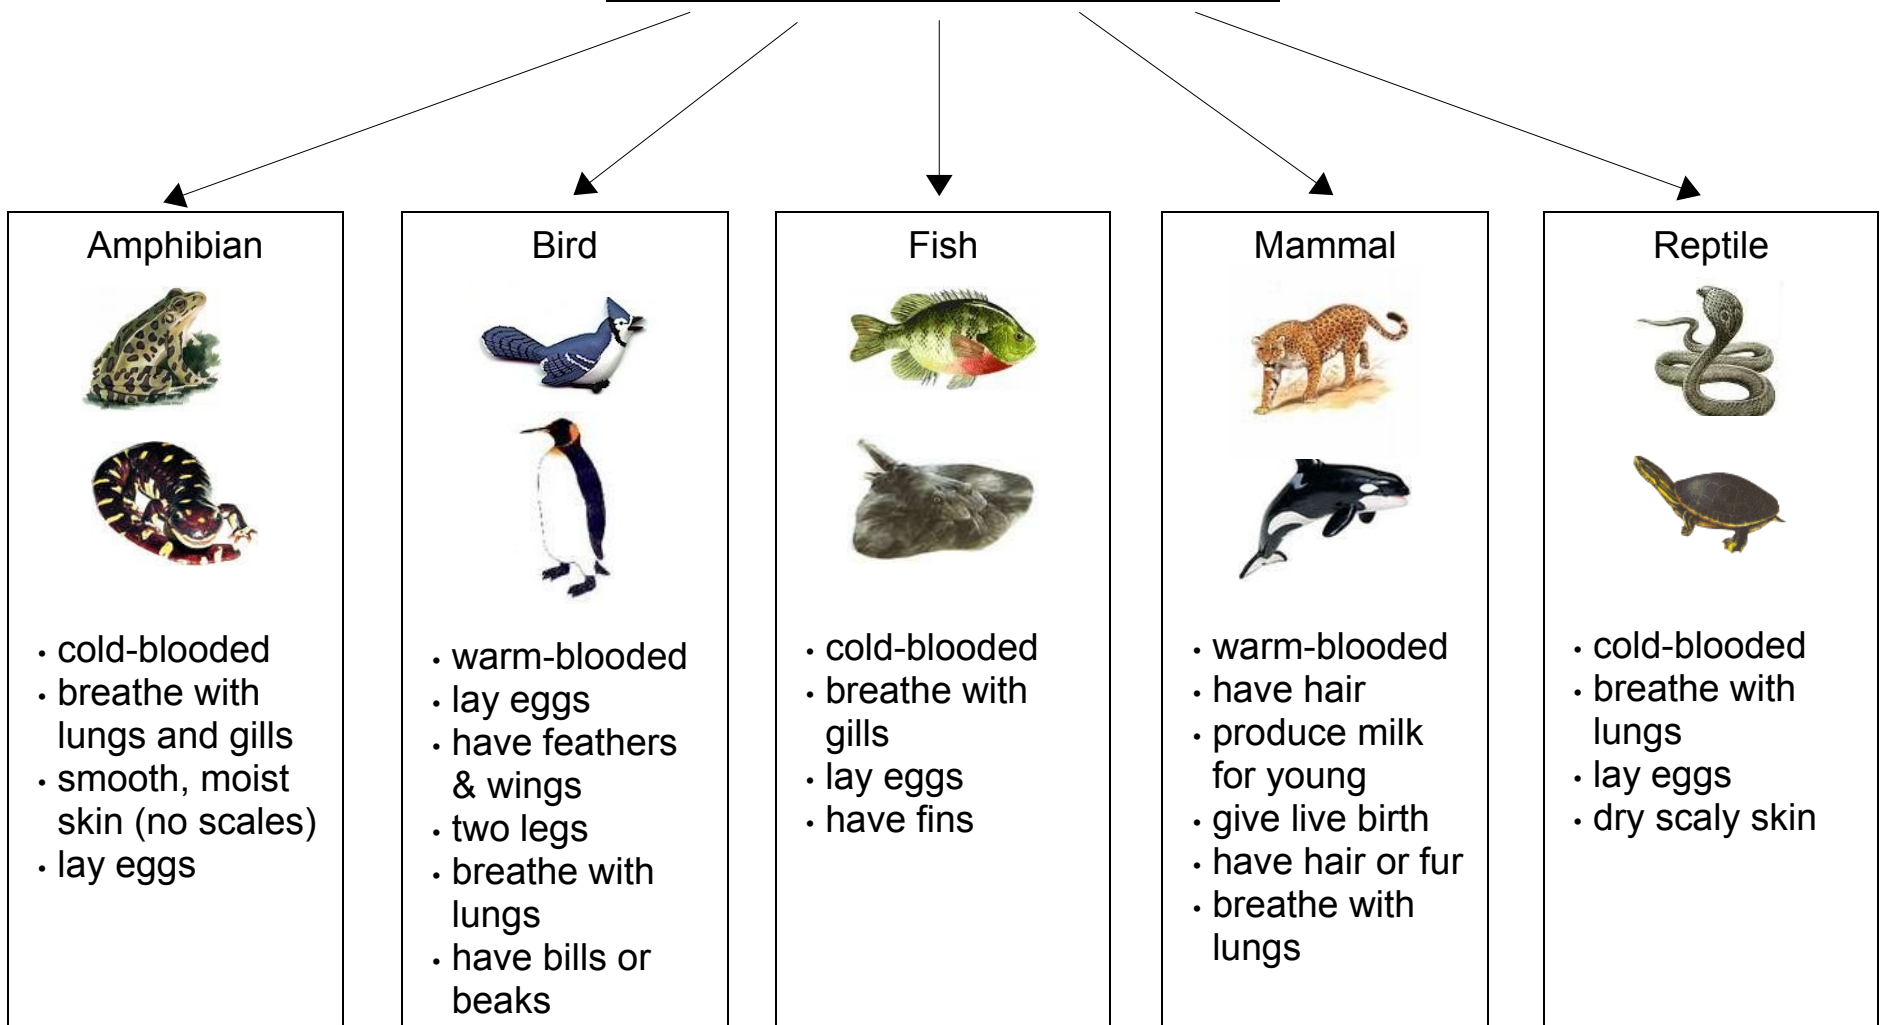 Amphibian
• cold-blooded
• breathe with
lungs and gills
• smooth, moist
skin (no scales)
• lay eggs
Bird
• warm-blooded
• lay eggs
• have feathers
& wings
• two legs
• breathe with
lungs
• have bills or
beaks
Fish
• cold-blooded
• breathe with
gills
• lay eggs
• have fins
Mammal
• warm-blooded
• have hair
• produce milk
for young
• give live birth
• have hair or fur
• breathe with
lungs
Reptile
• cold-blooded
• breathe with
lungs
• lay eggs
• dry scaly skin